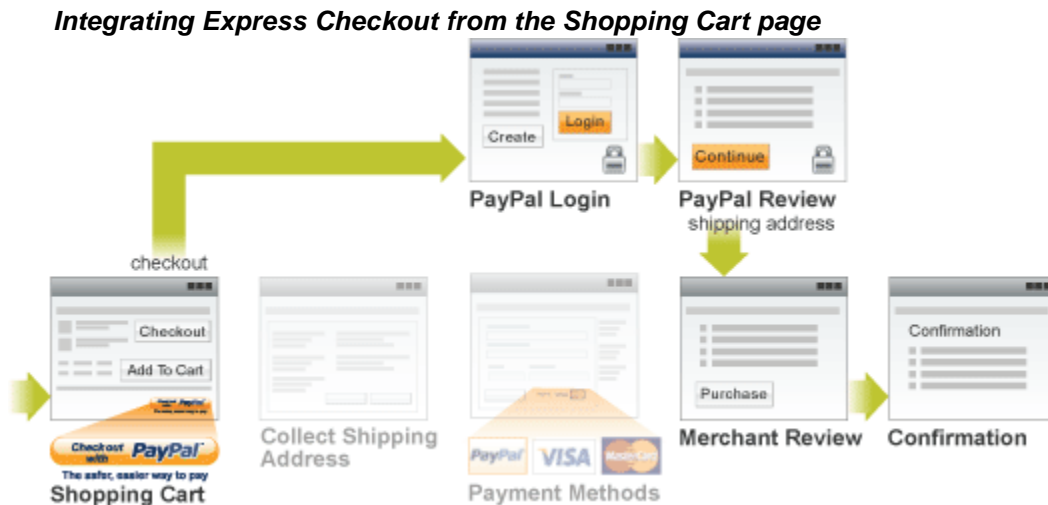 Integrating Express Checkout from the Shopping Cart page
Create
Login
PayPal Login
Continue
PayPal Review
shipping address
checkout
Checkout
Add To Cart
Checkout with PayPal
The safer, easier way to pay
Shopping Cart
Collect Shipping
Address
PayPal VISA MasterCard
Payment Methods
Purchase
Merchant Review
Confirmation
Confirmation